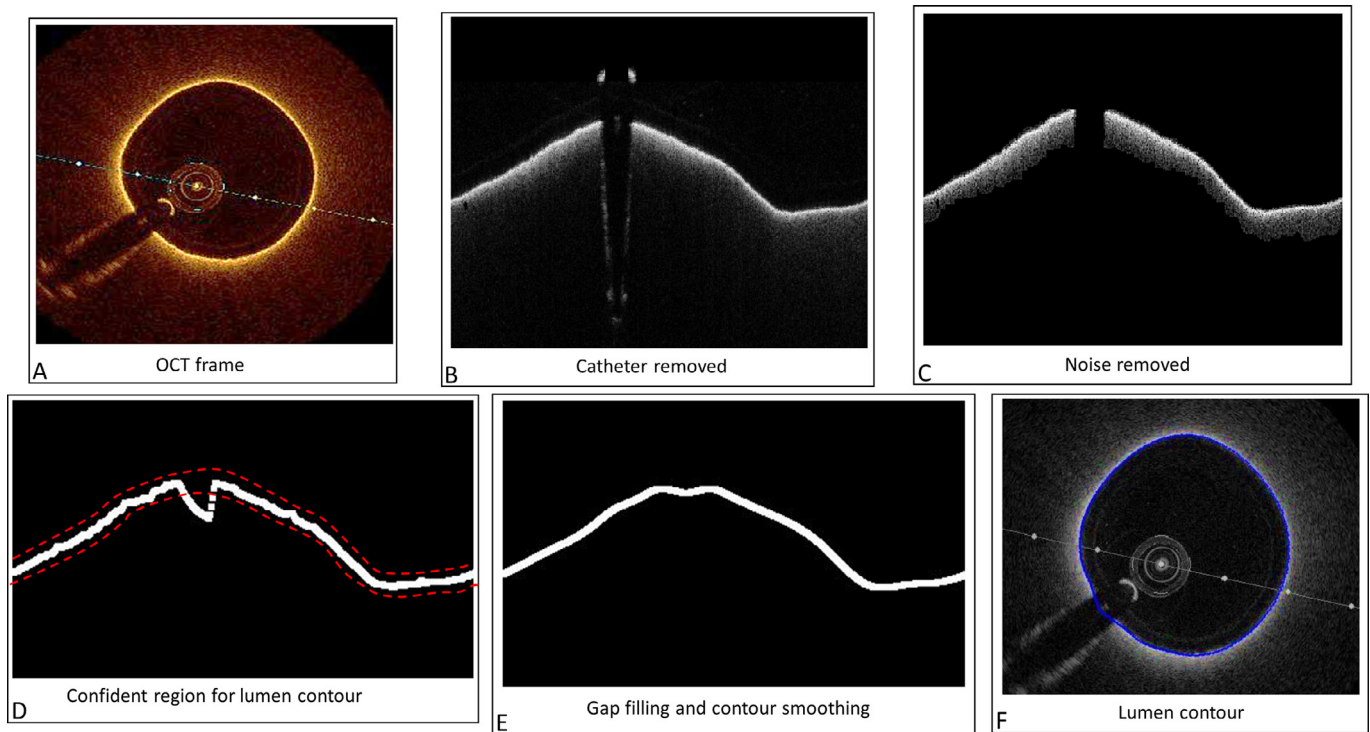 A
OCT frame
B
Catheter removed
C
Noise removed
D
Confident region for lumen contour
E
Gap filling and contour smoothing
F
Lumen contour